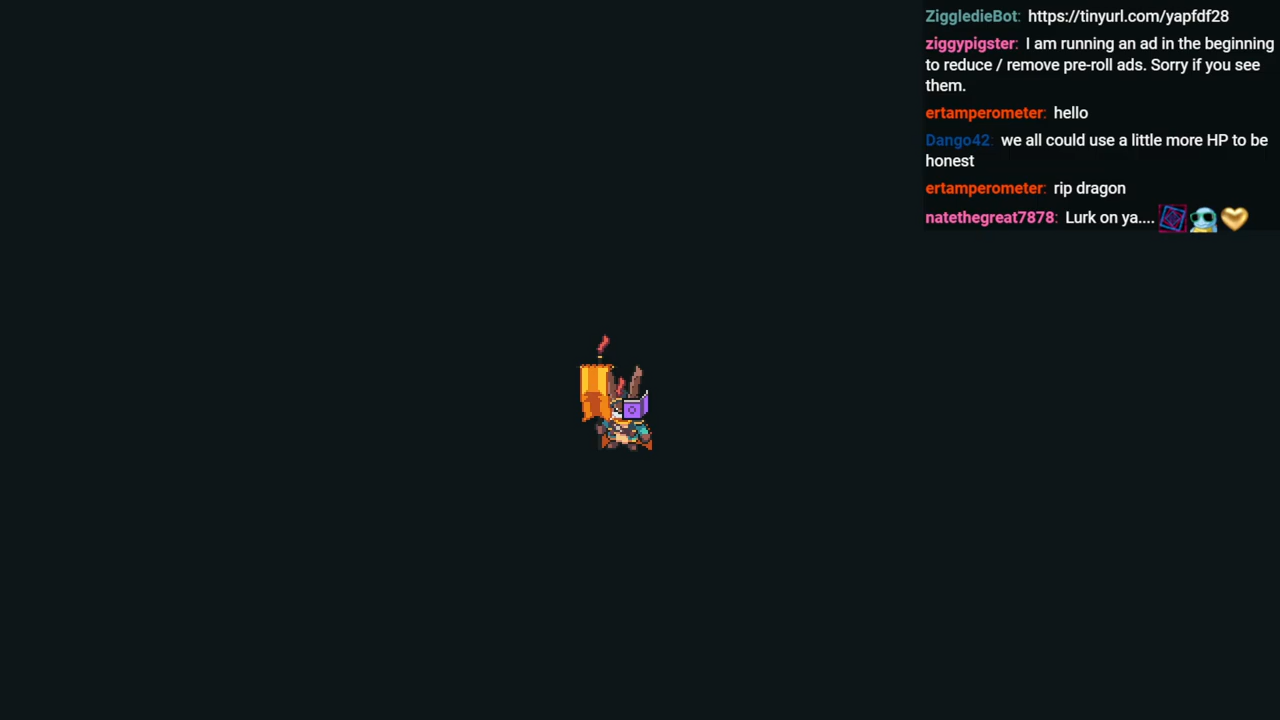 ZiggledieBot: https://tinyurl.com/yapfdf28
ziggypigster: I am running an ad in the beginning
to reduce / remove pre-roll ads. Sorry if you see
them.
ertamperometer: hello
Dango42: we all could use a little more HP to be
honest
ertamperometer: rip dragon
natethegreat7878: Lurk on ya....